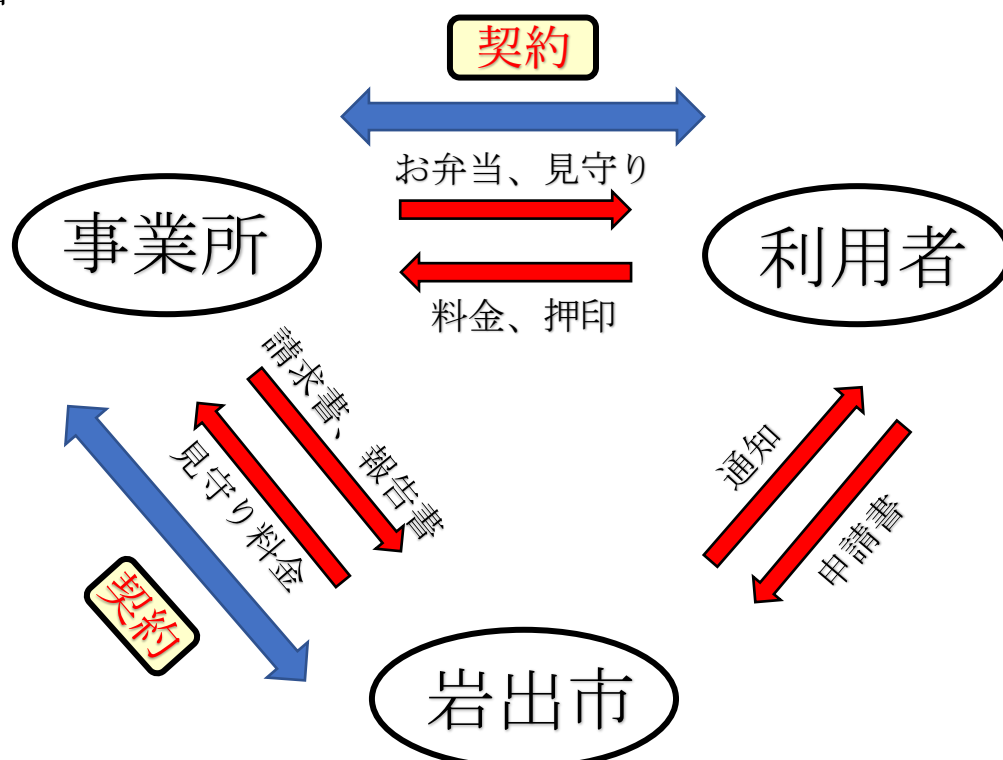 契約
お弁当、見守り
事業所
利用者
料金、押印
請求書、報告書
見守り料金
通知
申請書
契約
岩出市